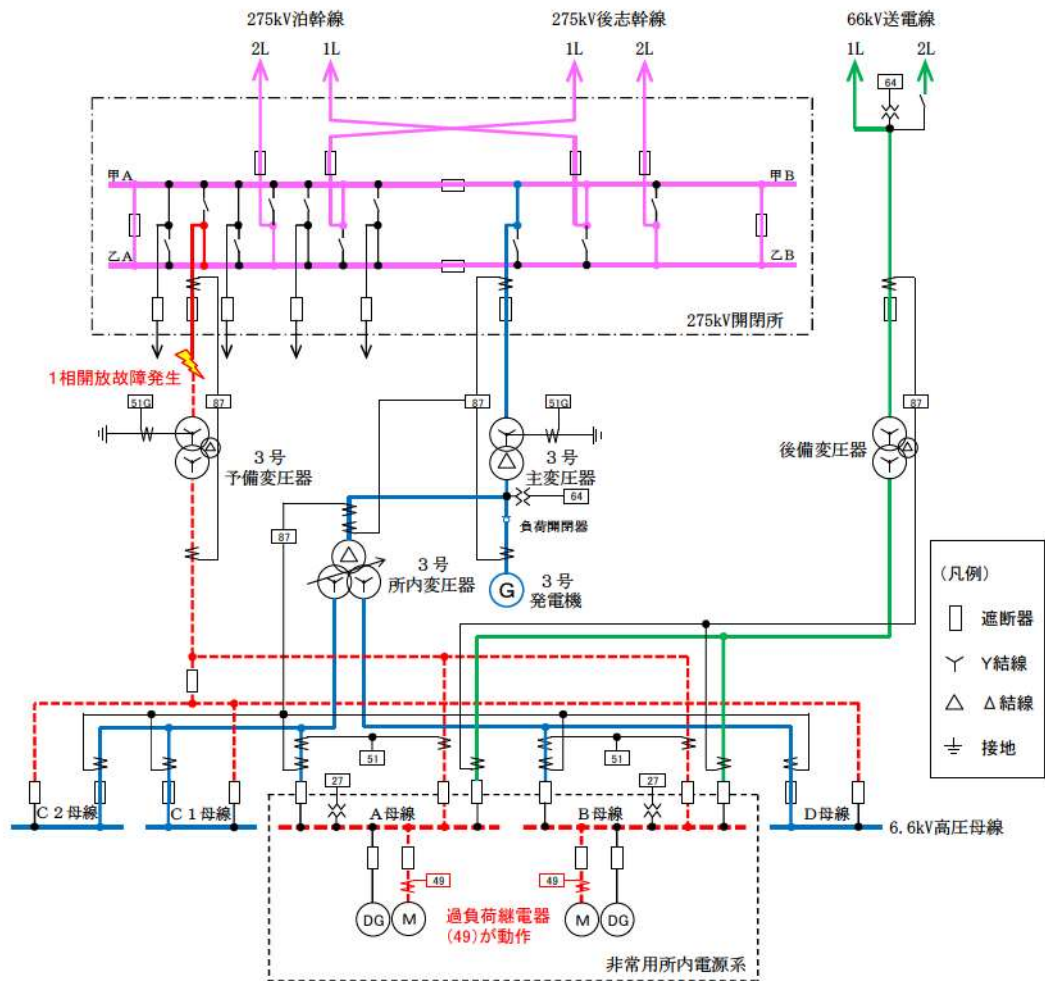 275kV泊幹線
275kV後志幹線
66kV送電線
2L
1L
1L
2L
1L
2L
64
甲A
甲B
乙A
乙B
275kV開閉所
1相開放故障発生
51G
87
87
51G
87
3号
予備変圧器
3号
主変圧器
後備変圧器
64
負荷開閉器
87
3号
所内変圧器
G
3号
発電機
(凡例)
遮断器
Y結線
Δ結線
接地
51
51
27
27
C2母線
C1母線
A母線
B母線
D母線
6.6kV高圧母線
49
49
DG
M
過負荷継電器
(49)が動作
M
DG
非常用所内電源系